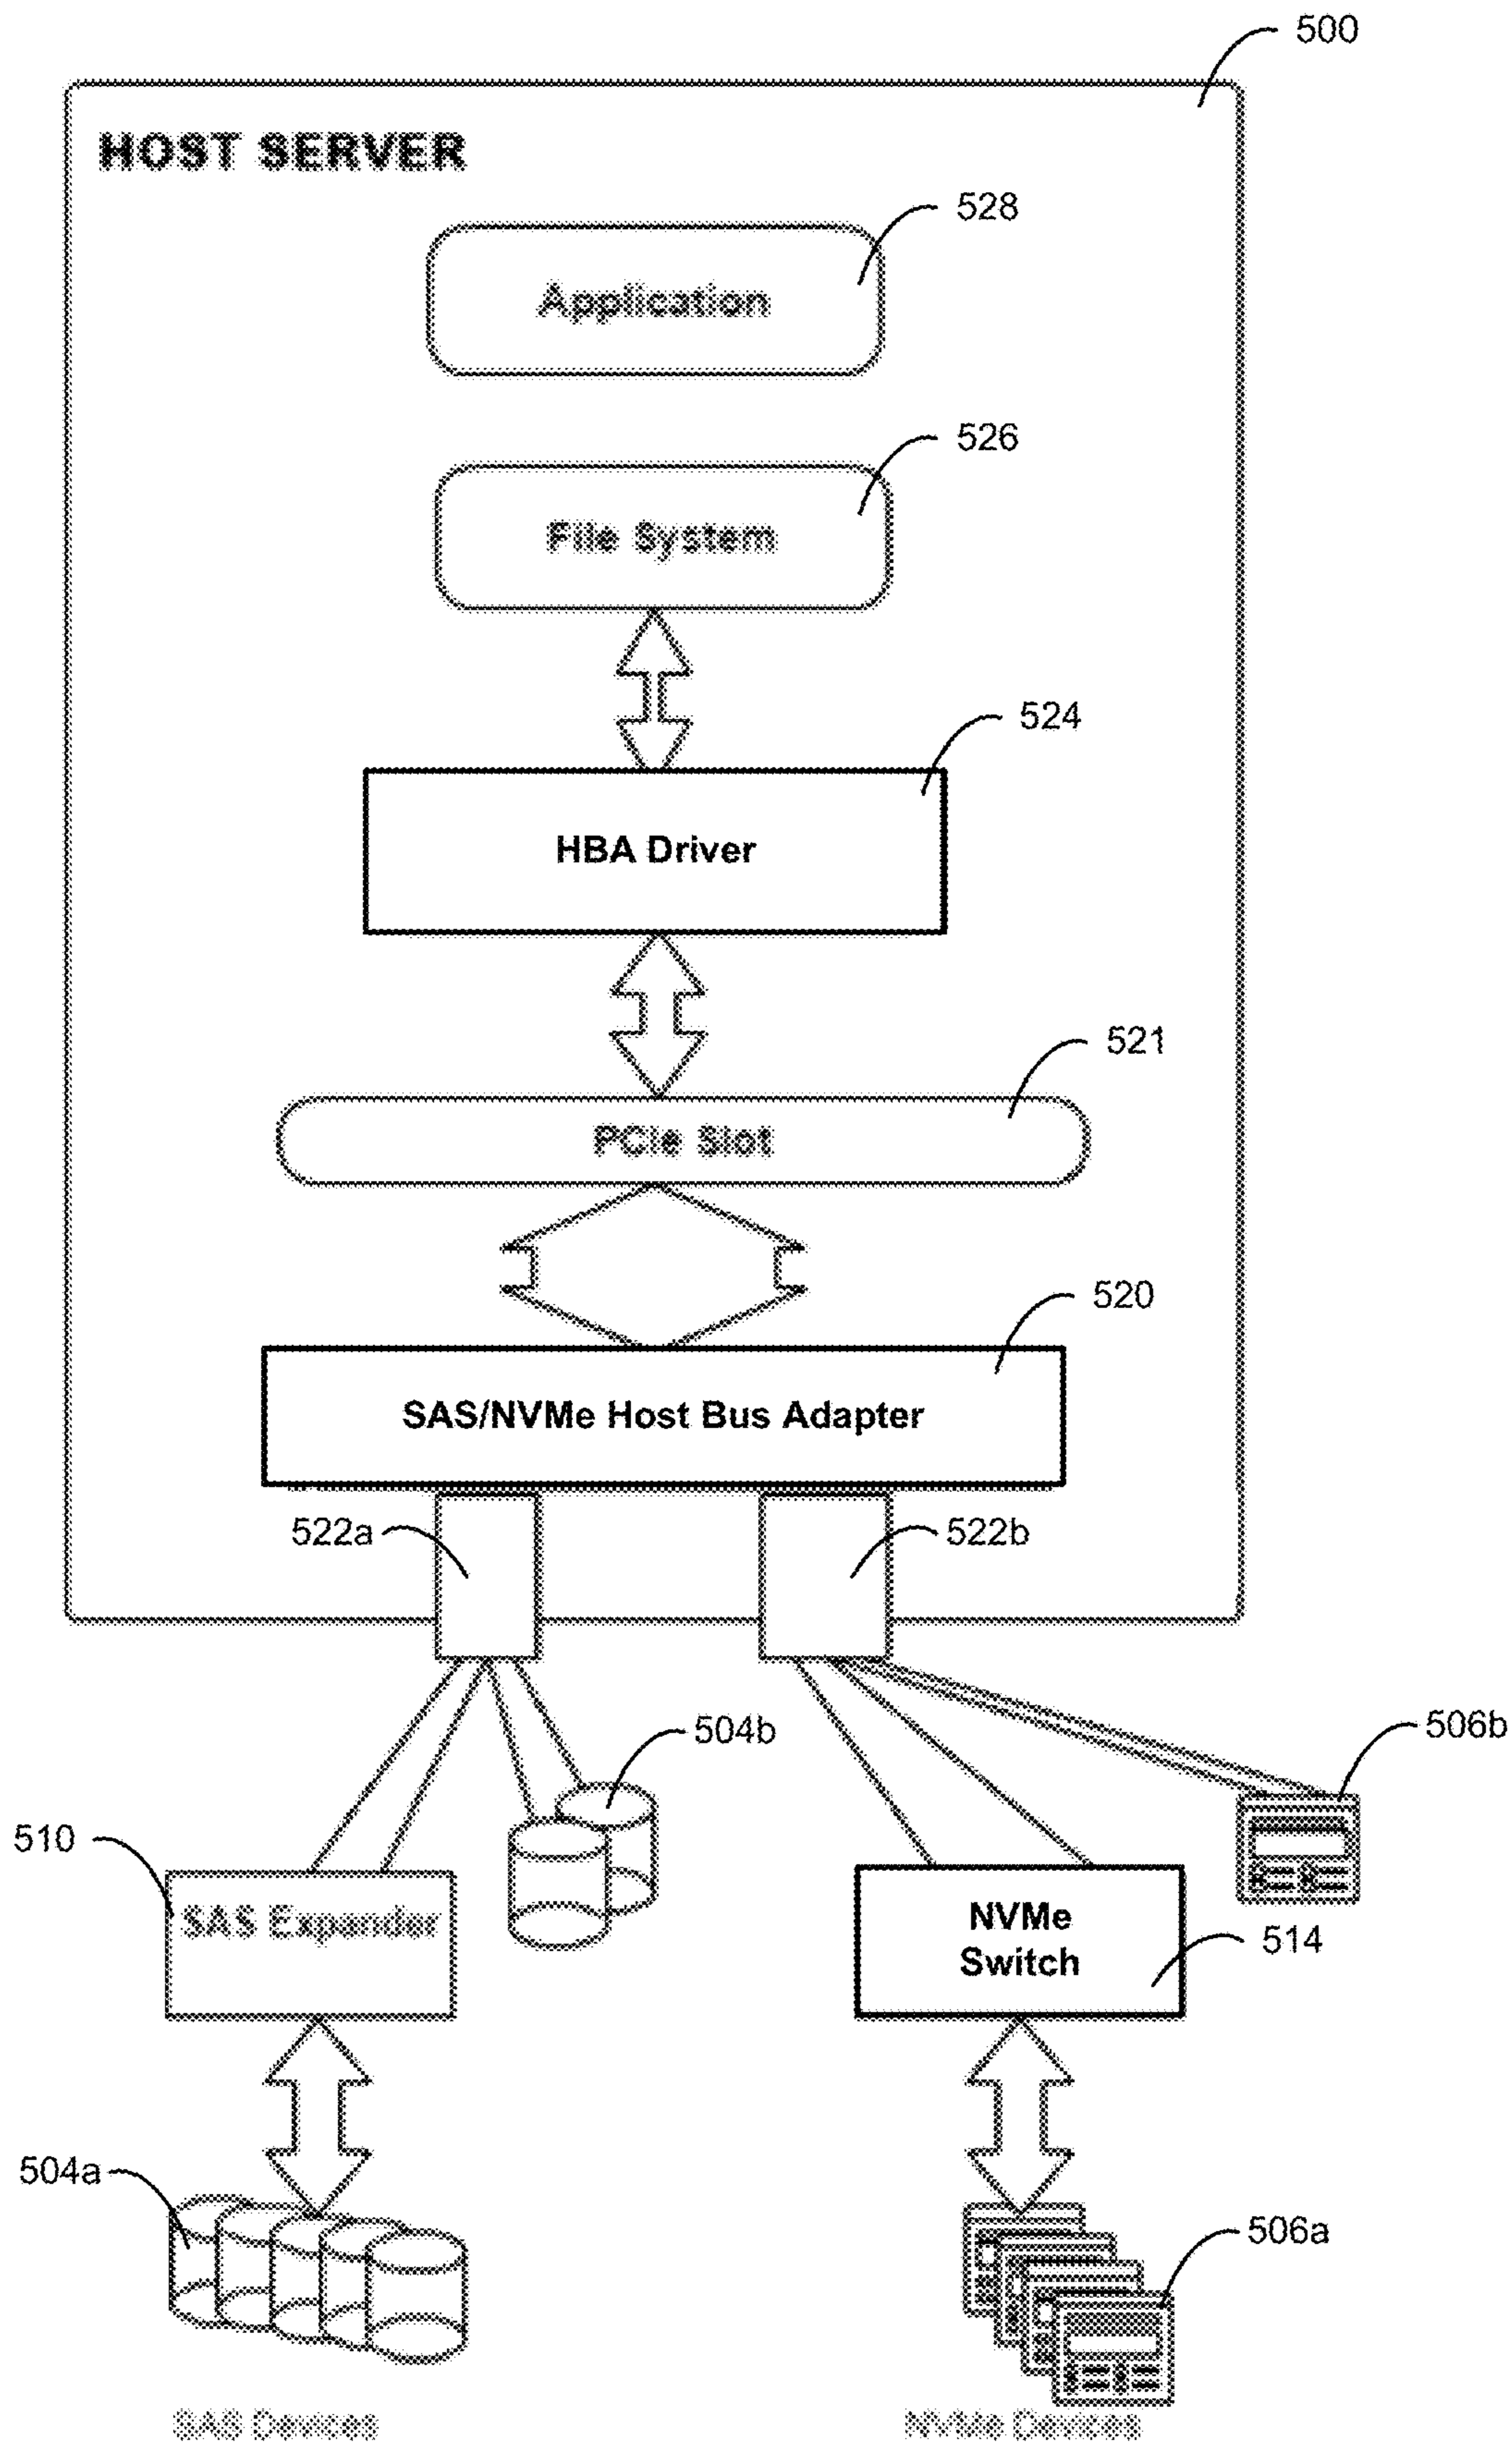 500
HOST SERVER
528
Application
526
File System
524
HBA Driver
521
PCIe Slot
520
SAS/NVMe Host Bus Adapter
522a
522b
504b
506b
510
SAS Expander
NVMe
Switch
514
504a
506a
SAS Devices
NVMe Devices